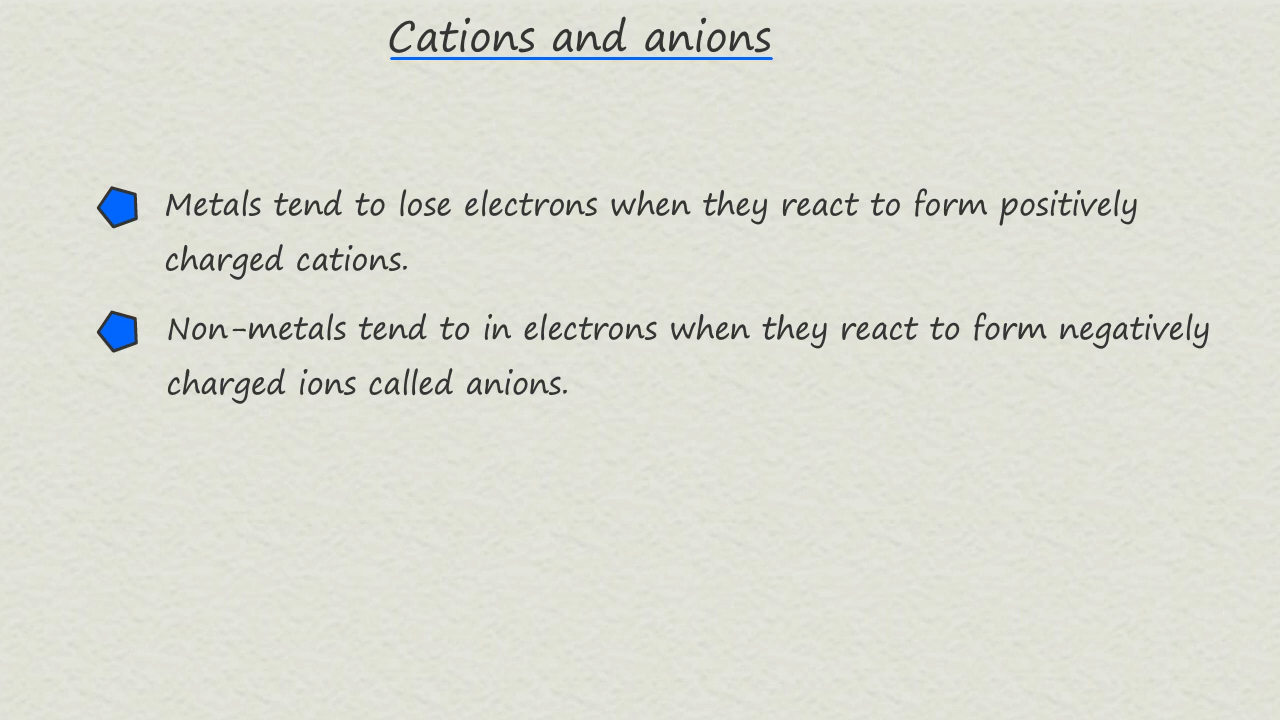 Cations and anions
Metals tend to lose electrons when they react to form positively
charged cations.
Non-metals tend to in electrons when they react to form negatively
charged ions called anions.